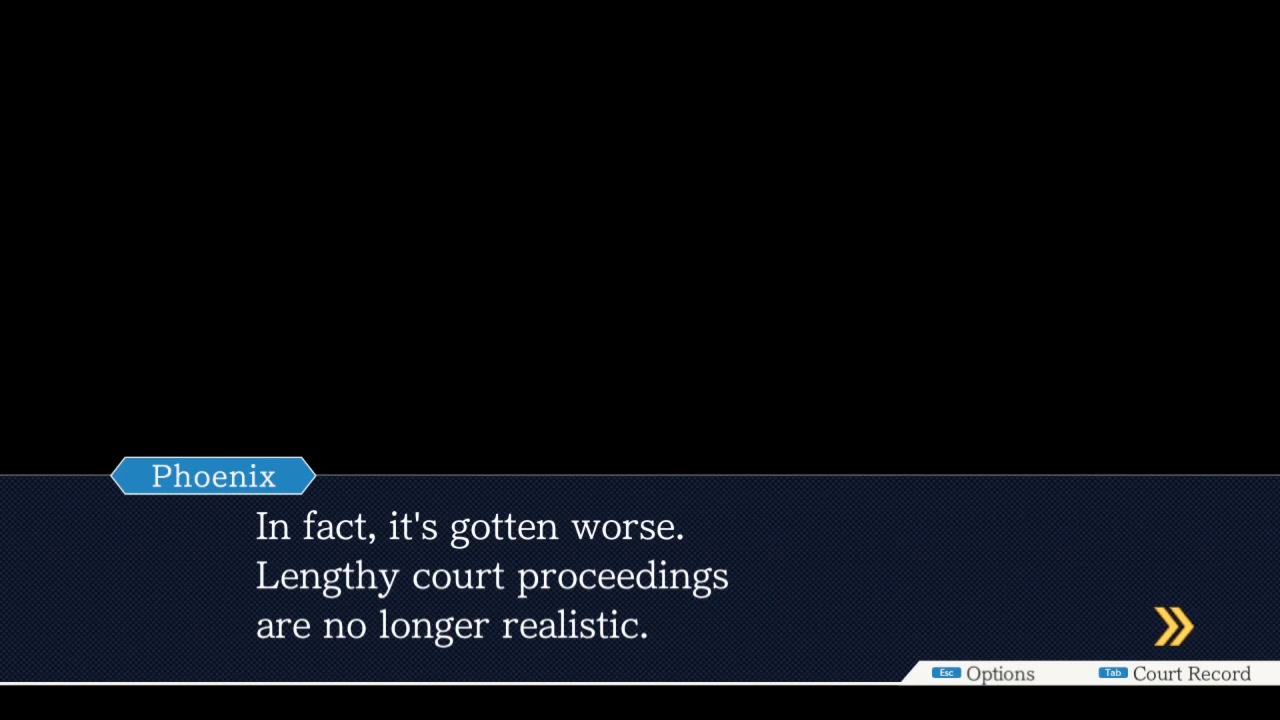 Phoenix
In fact, it's gotten worse.
Lengthy court proceedings
are no longer realistic.
Esc Options Tab Court Record